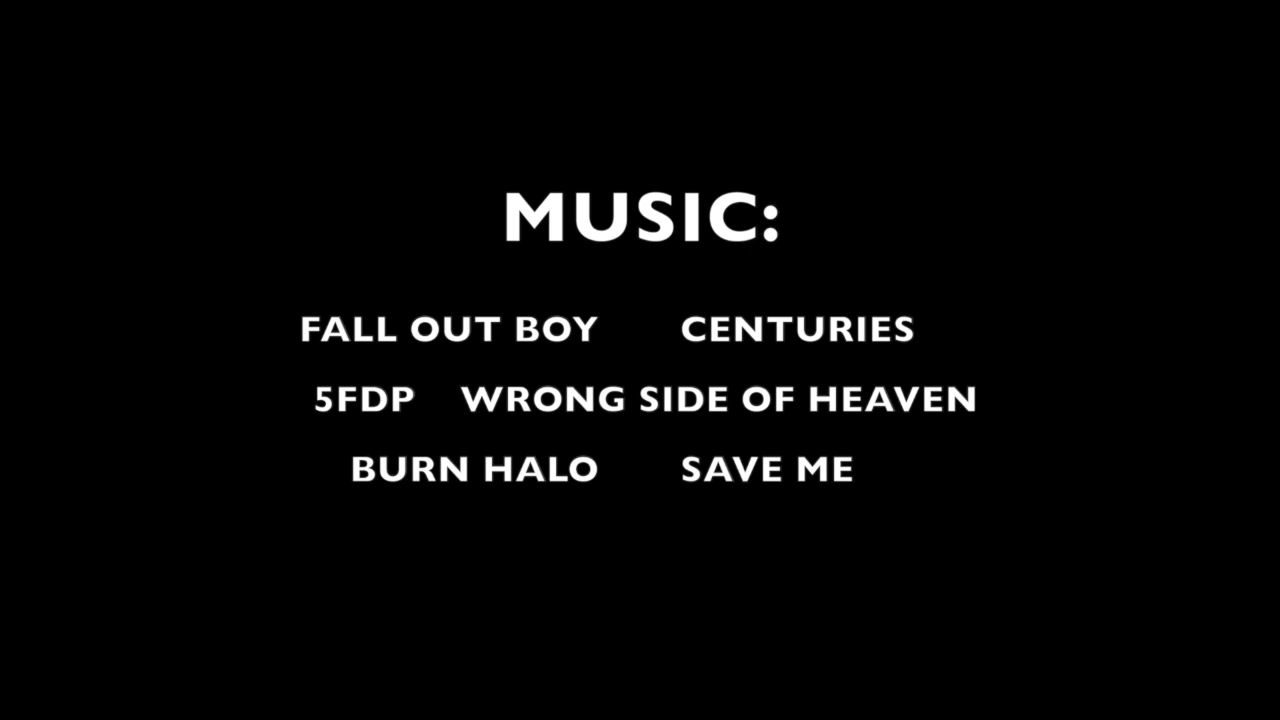 MUSIC:
FALL OUT BOY CENTURIES
5FDP WRONG SIDE OF HEAVEN
BURN HALO SAVE ME